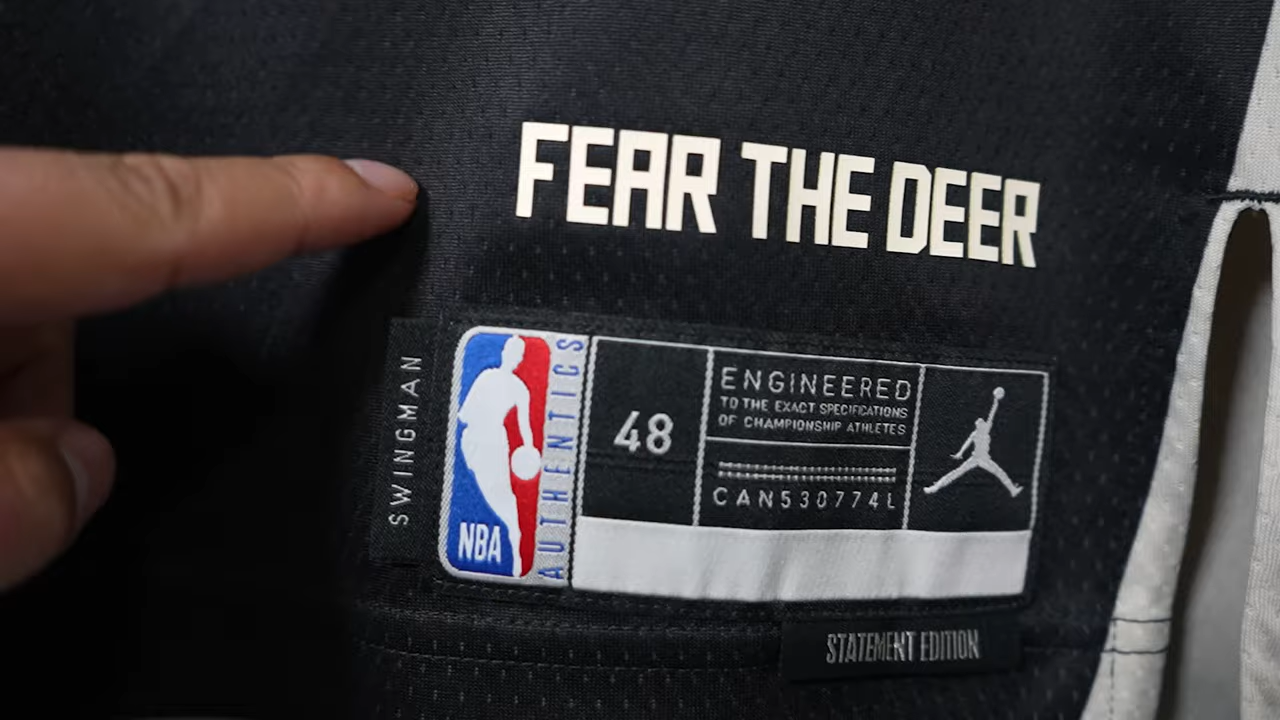 FEAR THE DEER
SWINGMAN
NBA
AUTHENTICS
48
ENGINEERED
TO THE EXACT SPECIFICATIONS
OF CHAMPIONSHIP ATHLETES
CAN530774L
STATEMENT EDITION